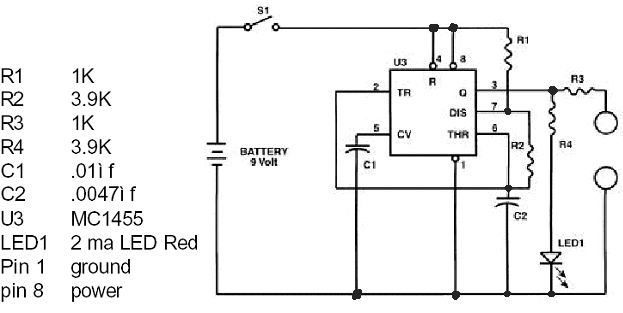 R1 1K
R2 3.9K
R3 1K
R4 3.9K
C1 .01ì f
C2 .0047ì f
U3 MC1455
LED1 2 ma LED Red
Pin 1 ground
pin 8 power
S1
BATTERY
9 Volt
U3
4 8
R
2 TR Q 3
DIS 7
5 CV THR 6
1
C1
R1
R2
C2
R3
R4
LED1